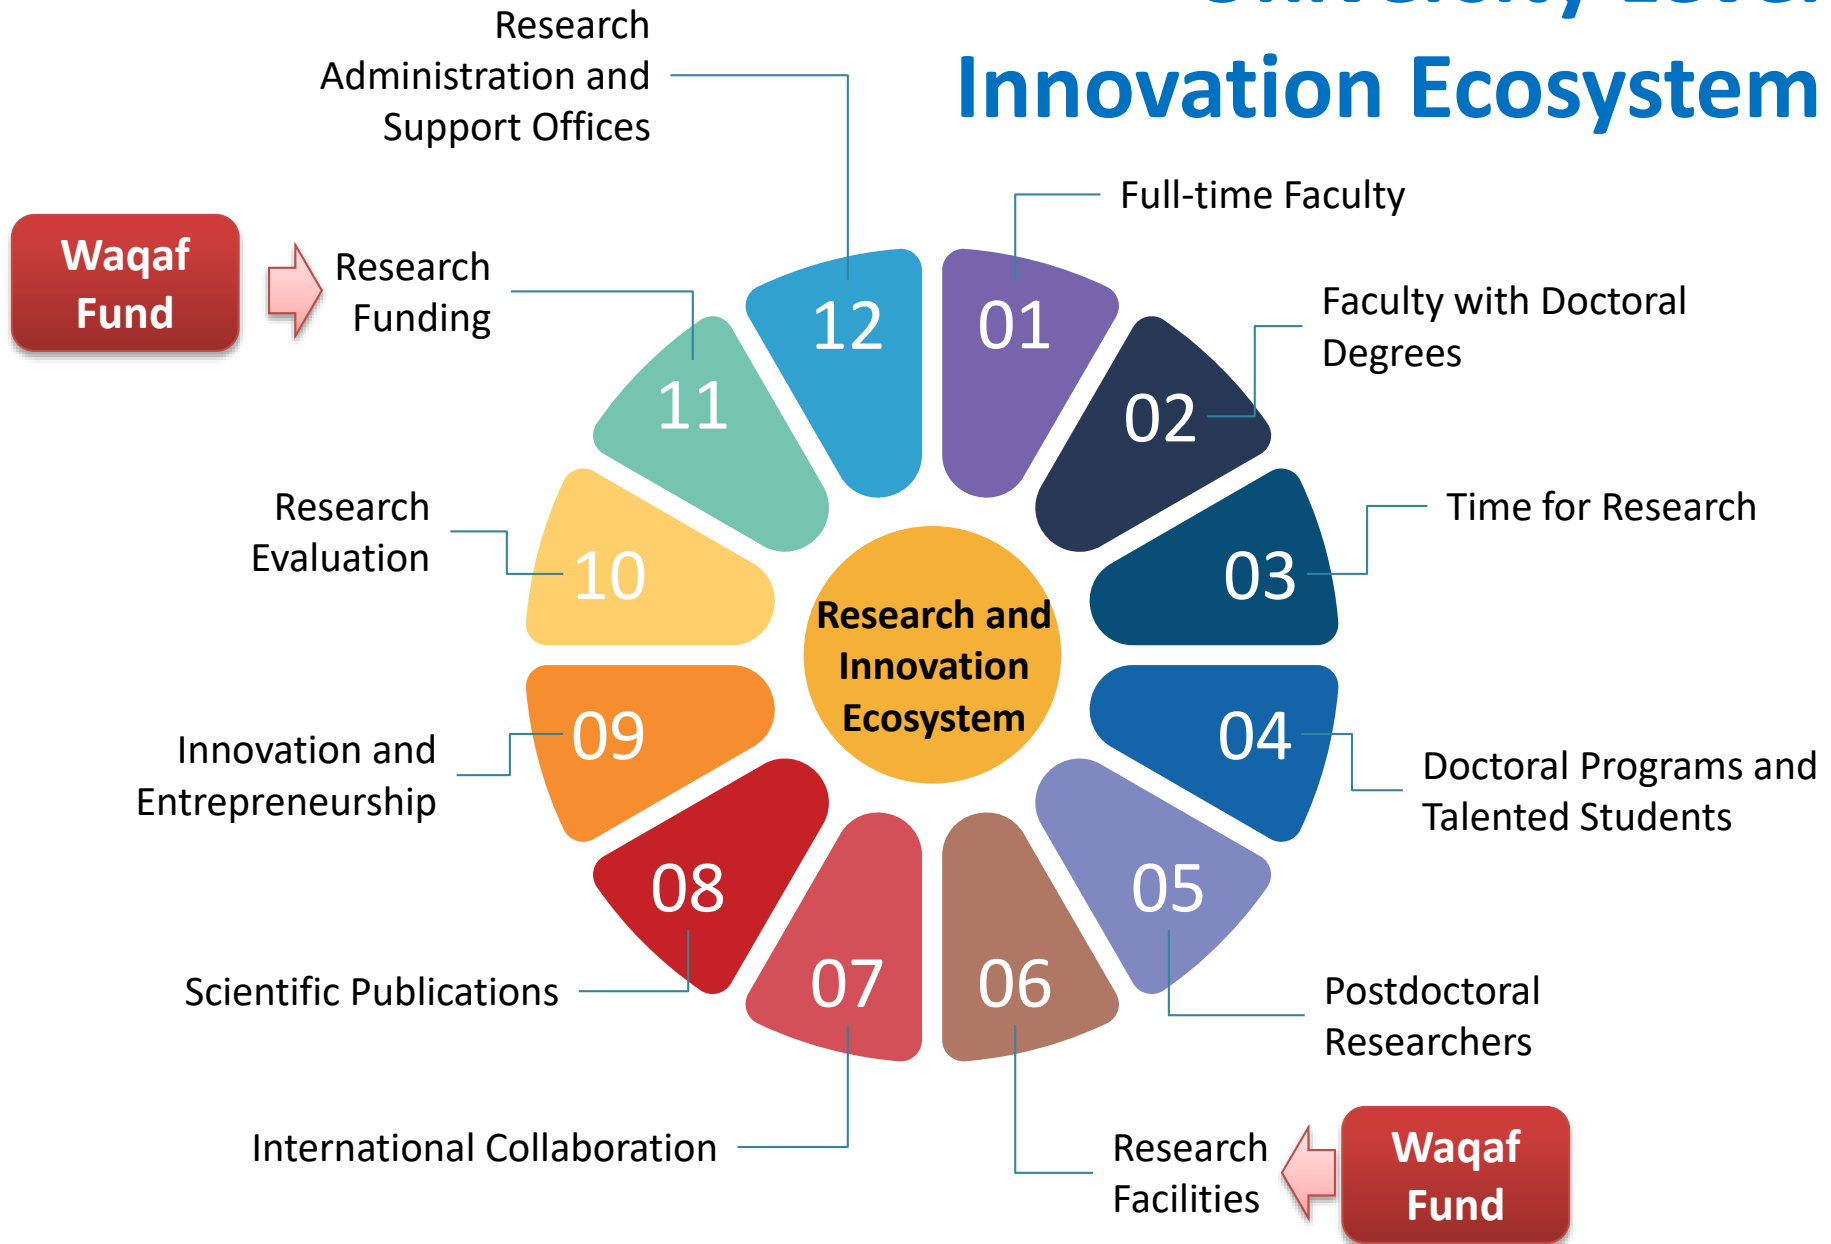 Innovation Ecosystem
Research
Administration and
Support Offices
Full-time Faculty
Waqaf
Fund
Research
Funding
Faculty with Doctoral
Degrees
12
01
11
02
Research
Evaluation
Time for Research
10
03
Research and
Innovation
Ecosystem
09
04
Innovation and
Entrepreneurship
Doctoral Programs and
Talented Students
08
05
07
06
Scientific Publications
Postdoctoral
Researchers
International Collaboration
Research
Facilities
Waqaf
Fund